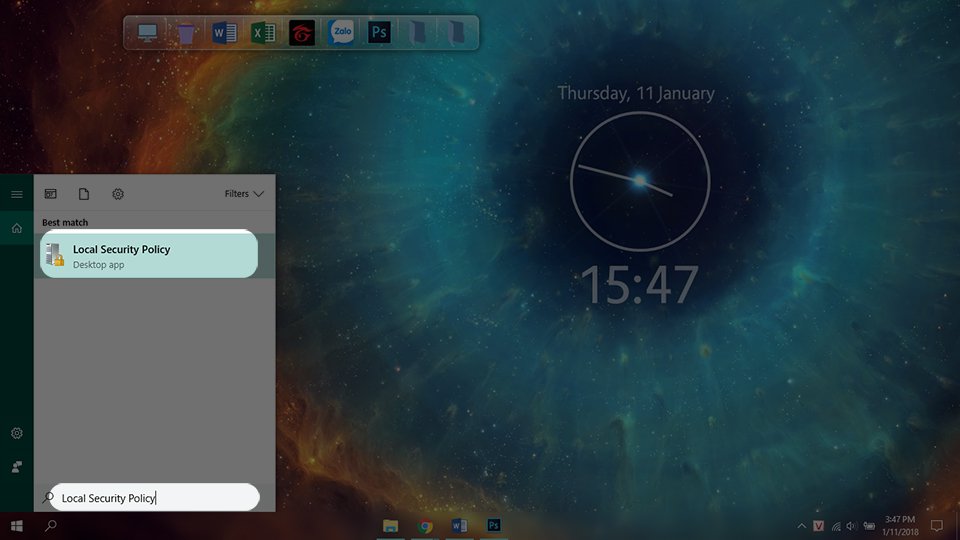 W
X
Zalo
Ps
Thursday, 11 January
15:47
Filters
Best match
Local Security Policy
Desktop app
Local Security Policy
W
Ps
V
3:47 PM
1/11/2018